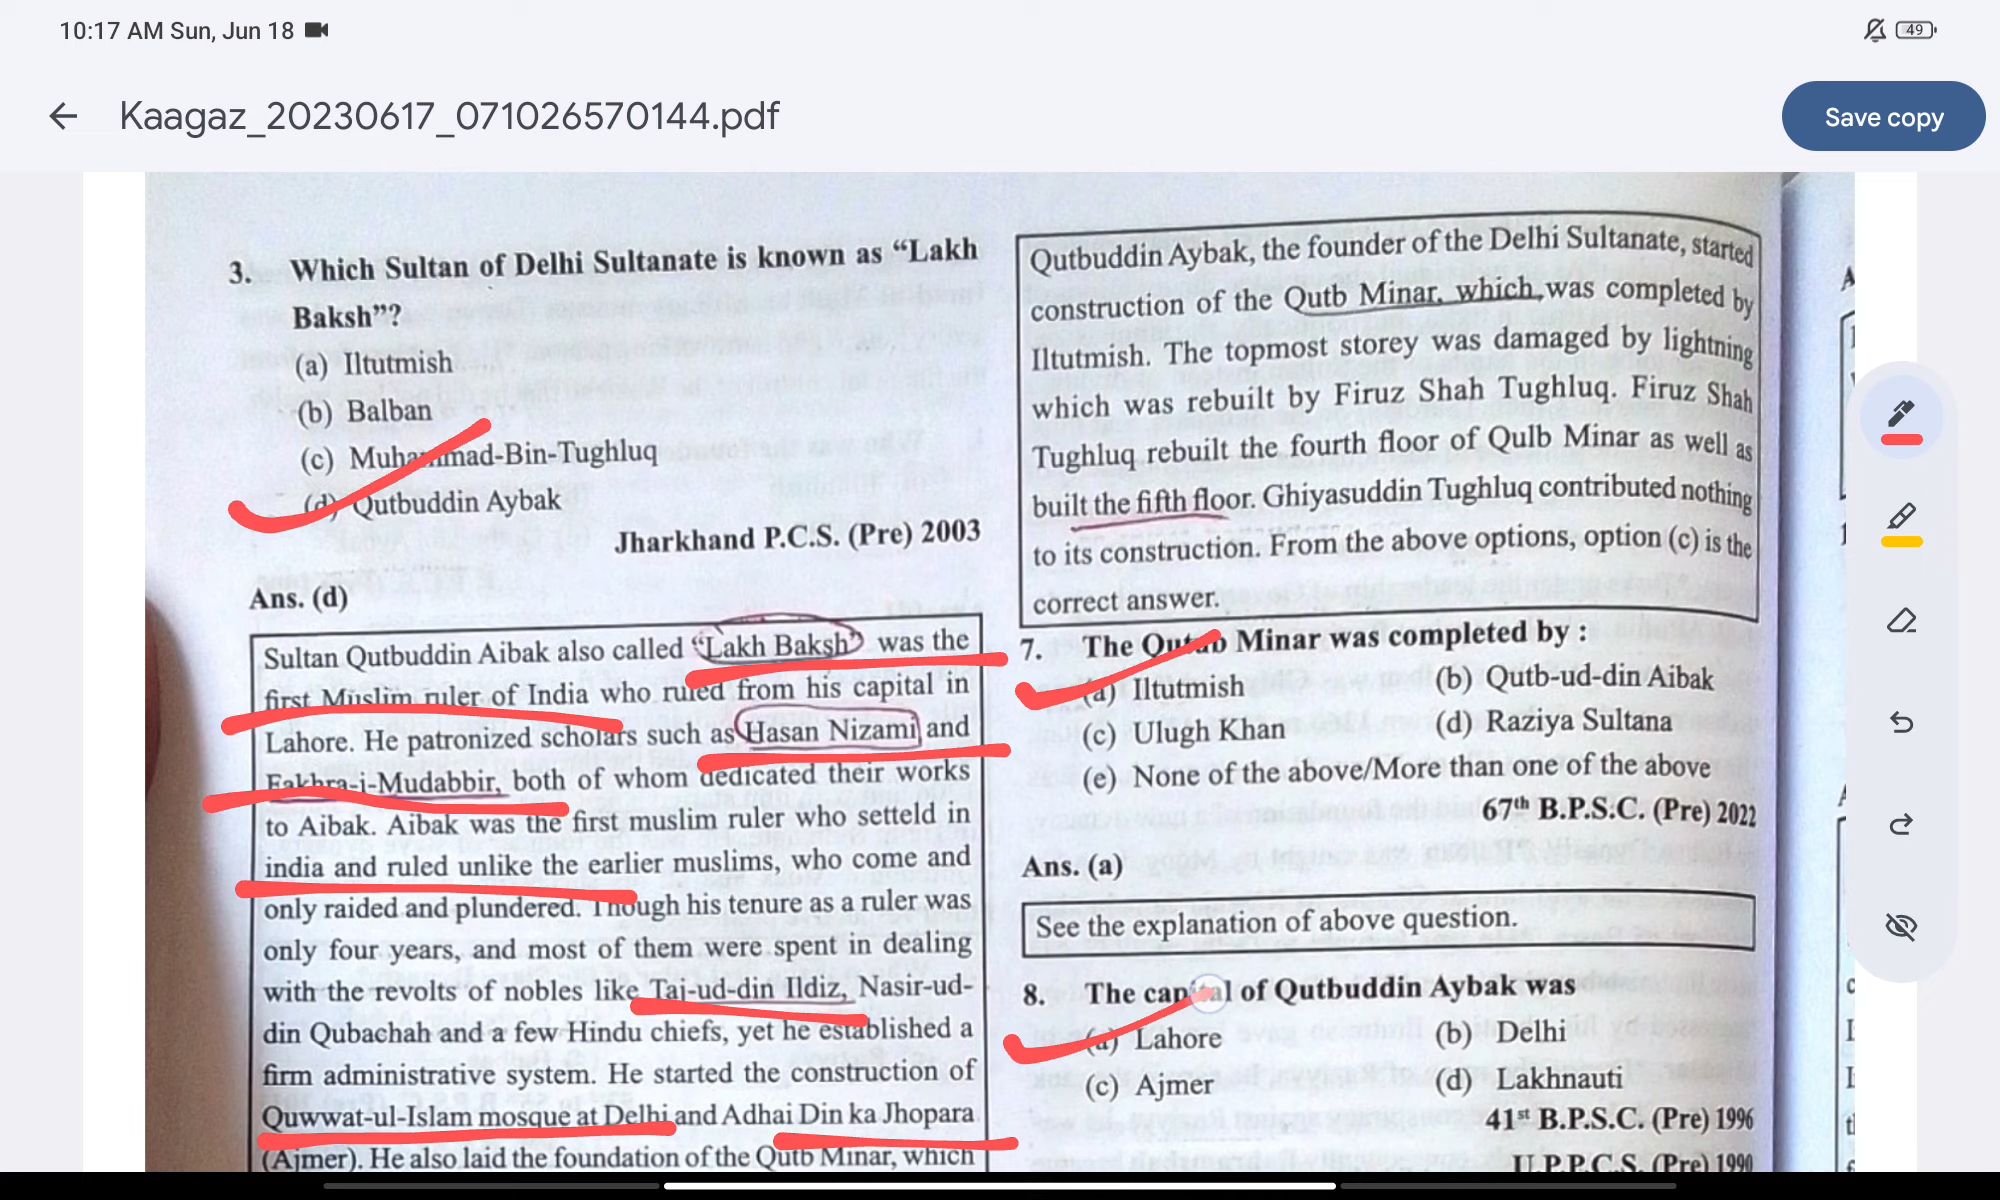 10:17 AM Sun, Jun 18
49
Kaagaz_20230617_071026570144.pdf
Save copy
3. Which Sultan of Delhi Sultanate is known as “Lakh
Baksh”?
(a) Iltutmish
(b) Balban
(c) Muhammad-Bin-Tughluq
(d) Qutbuddin Aybak
Jharkhand P.C.S. (Pre) 2003
Ans. (d)
Sultan Qutbuddin Aibak also called “Lakh Baksh” was the
first Muslim ruler of India who ruled from his capital in
Lahore. He patronized scholars such as Hasan Nizami and
Fakhra-i-Mudabbir, both of whom dedicated their works
to Aibak. Aibak was the first muslim ruler who setteld in
india and ruled unlike the earlier muslims, who come and
only raided and plundered. Though his tenure as a ruler was
only four years, and most of them were spent in dealing
with the revolts of nobles like Taj-ud-din Ildiz, Nasir-ud-
din Qubachah and a few Hindu chiefs, yet he established a
firm administrative system. He started the construction of
Quwwat-ul-Islam mosque at Delhi and Adhai Din ka Jhopara
(Ajmer). He also laid the foundation of the Qutb Minar, which
Qutbuddin Aybak, the founder of the Delhi Sultanate, started
construction of the Qutb Minar, which was completed by
Iltutmish. The topmost storey was damaged by lightning
which was rebuilt by Firuz Shah Tughluq. Firuz Shah
Tughluq rebuilt the fourth floor of Qulb Minar as well as
built the fifth floor. Ghiyasuddin Tughluq contributed nothing
to its construction. From the above options, option (c) is the
correct answer.
7. The Qutub Minar was completed by :
(a) Iltutmish (b) Qutb-ud-din Aibak
(c) Ulugh Khan (d) Raziya Sultana
(e) None of the above/More than one of the above
67th B.P.S.C. (Pre) 2022
Ans. (a)
See the explanation of above question.
8. The capital of Qutbuddin Aybak was
(a) Lahore (b) Delhi
(c) Ajmer (d) Lakhnauti
41st B.P.S.C. (Pre) 1996
U.P.P.C.S. (Pre) 1990